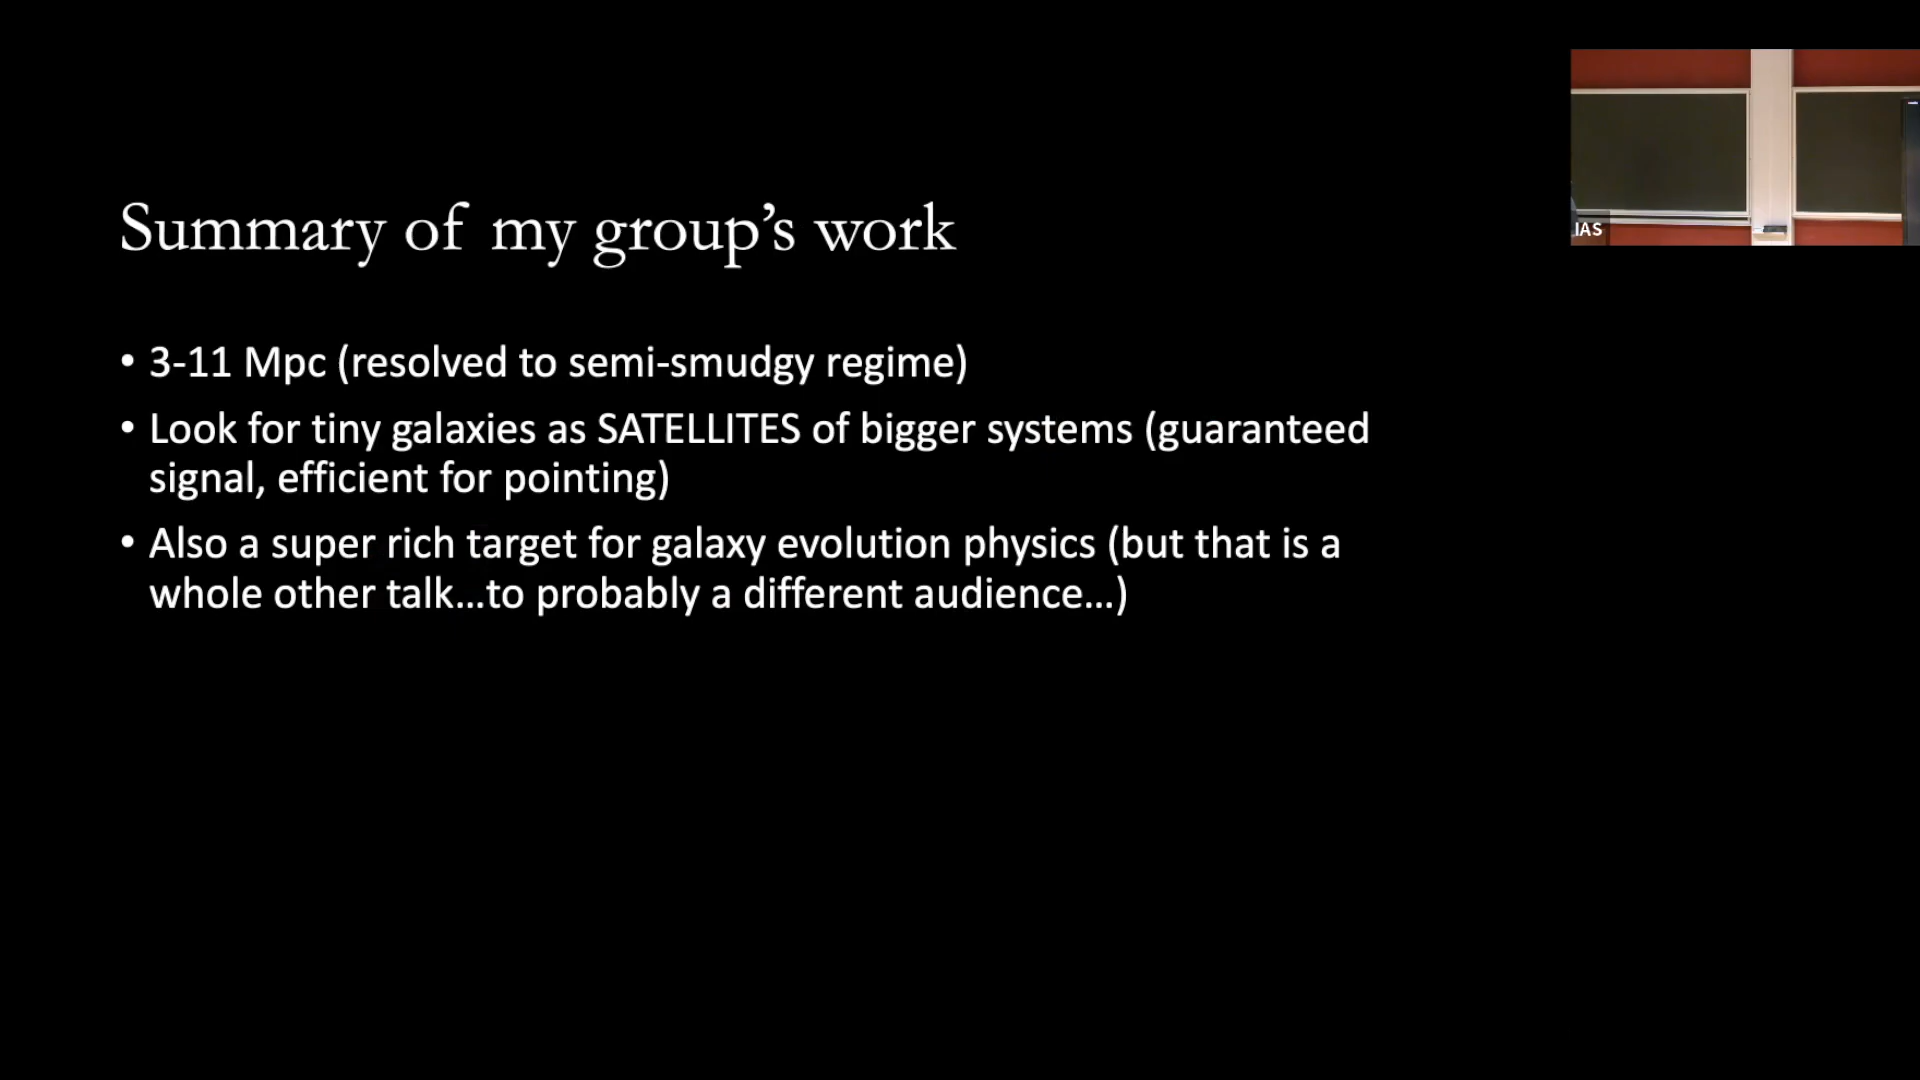 Summary of my group’s work
• 3-11 Mpc (resolved to semi-smudgy regime)
• Look for tiny galaxies as SATELLITES of bigger systems (guaranteed
signal, efficient for pointing)
• Also a super rich target for galaxy evolution physics (but that is a
whole other talk…to probably a different audience…)
IAS